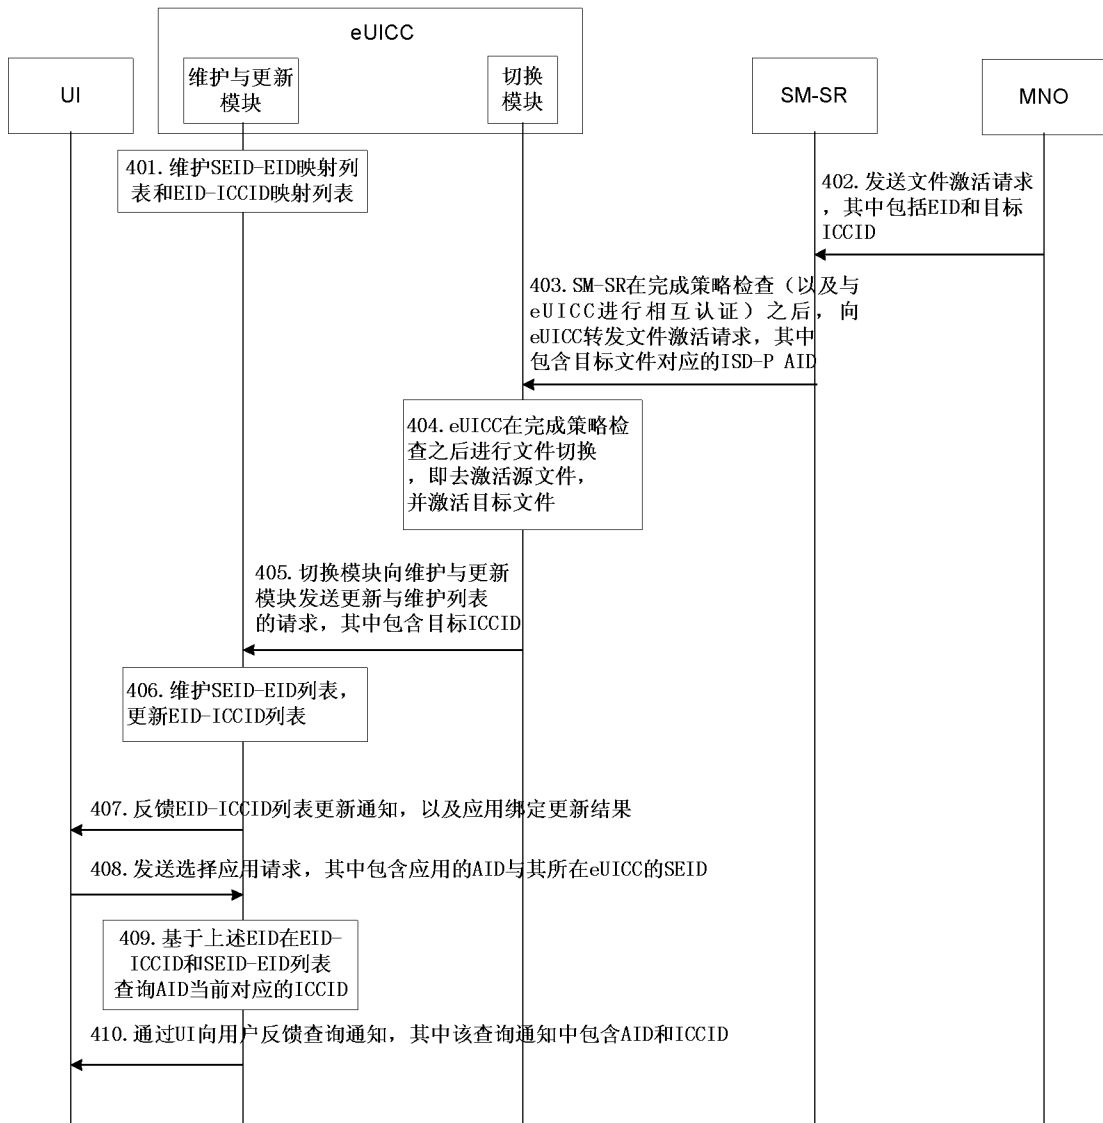 eUICC
UI
维护与更新
模块
切换
模块
SM-SR
MNO
401.维护SEID-EID映射列
表和EID-ICCID映射列表
402.发送文件激活请求
，其中包括EID和目标
ICCID
403.SM-SR在完成策略检查（以及与
eUICC进行相互认证）之后，向
eUICC转发文件激活请求，其中
包含目标文件对应的ISD-P AID
404.eUICC在完成策略检
查之后进行文件切换
，即去激活源文件，
并激活目标文件
405.切换模块向维护与更新
模块发送更新与维护列表
的请求，其中包含目标ICCID
406.维护SEID-EID列表，
更新EID-ICCID列表
407.反馈EID-ICCID列表更新通知，以及应用绑定更新结果
408.发送选择应用请求，其中包含应用的AID与其所在eUICC的SEID
409.基于上述EID在EID-
ICCID和SEID-EID列表
查询AID当前对应的ICCID
410.通过UI向用户反馈查询通知，其中该查询通知中包含AID和ICCID